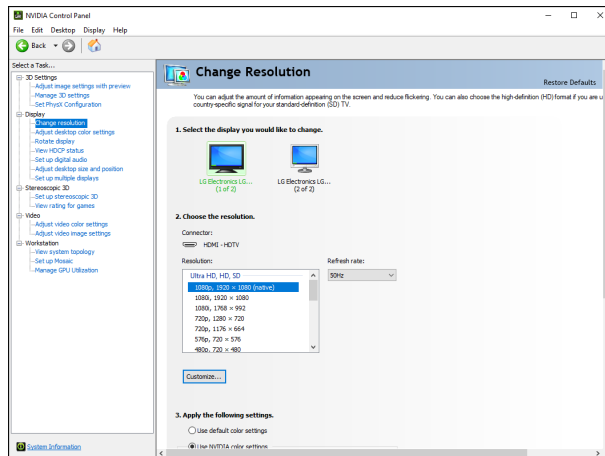 NVIDIA Control Panel
File Edit Desktop Display Help
Back
Select a Task...
3D Settings
Adjust image settings with preview
Manage 3D settings
Set PhysX Configuration
Display
Change resolution
Adjust desktop color settings
Rotate display
View HDCP status
Set up digital audio
Adjust desktop size and position
Set up multiple displays
Stereoscopic 3D
Set up stereoscopic 3D
View rating for games
Video
Adjust video color settings
Adjust video image settings
Workstation
View system topology
Set up Mosaic
Manage GPU Utilization
System Information
Change Resolution
Restore Defaults
You can adjust the amount of information appearing on the screen and reduce flickering. You can also choose the high-definition (HD) format if you are u
country-specific signal for your standard-definition (SD) TV.
1. Select the display you would like to change.
LG Electronics LG... LG Electronics LG...
(1 of 2) (2 of 2)
2. Choose the resolution.
Connector:
HDMI - HDTV
Resolution: Refresh rate:
Ultra HD, HD, SD 50Hz
1080p, 1920 × 1080 (native)
1080i, 1920 × 1080
1080i, 1768 × 992
720p, 1280 × 720
720p, 1176 × 664
576p, 720 × 576
480p, 720 × 480
Customize...
3. Apply the following settings.
Use default color settings
Use NVIDIA color settings